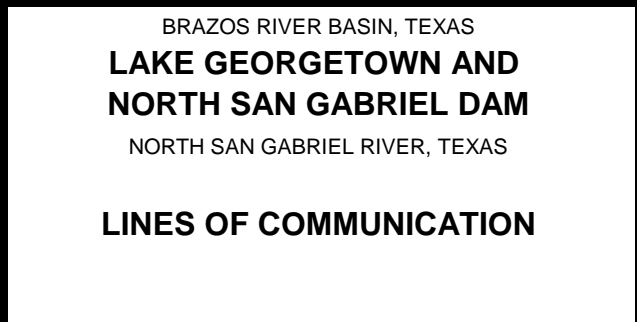 BRAZOS RIVER BASIN, TEXAS
LAKE GEORGETOWN AND
NORTH SAN GABRIEL DAM
NORTH SAN GABRIEL RIVER, TEXAS
LINES OF COMMUNICATION